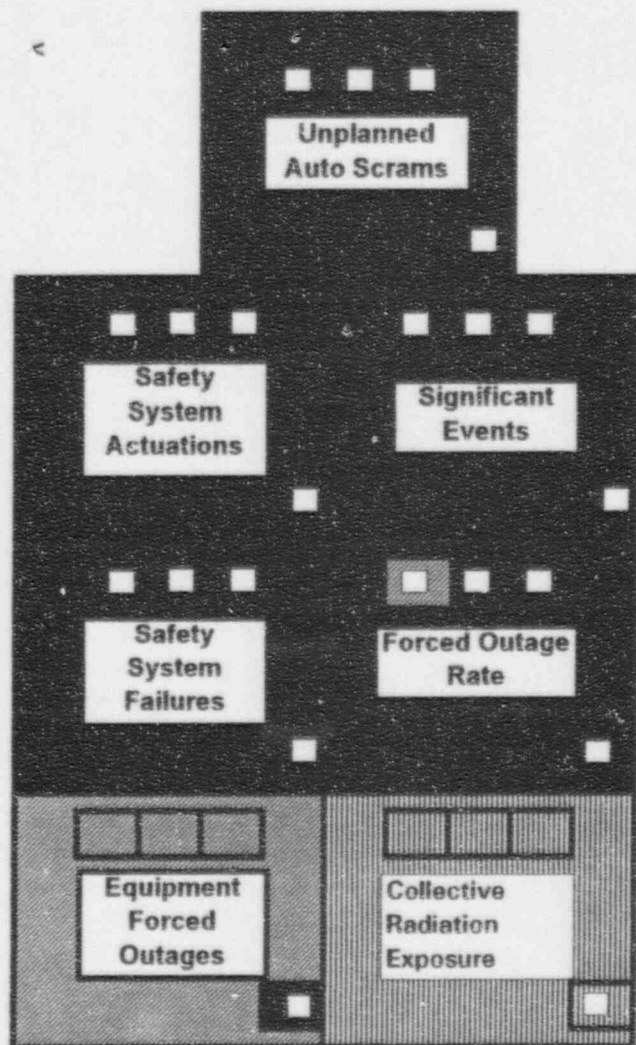 Unplanned
Auto Scrams
Safety
System
Actuations
Significant
Events
Safety
System
Failures
Forced Outage
Rate
Equipment
Forced
Outages
Collective
Radiation
Exposure